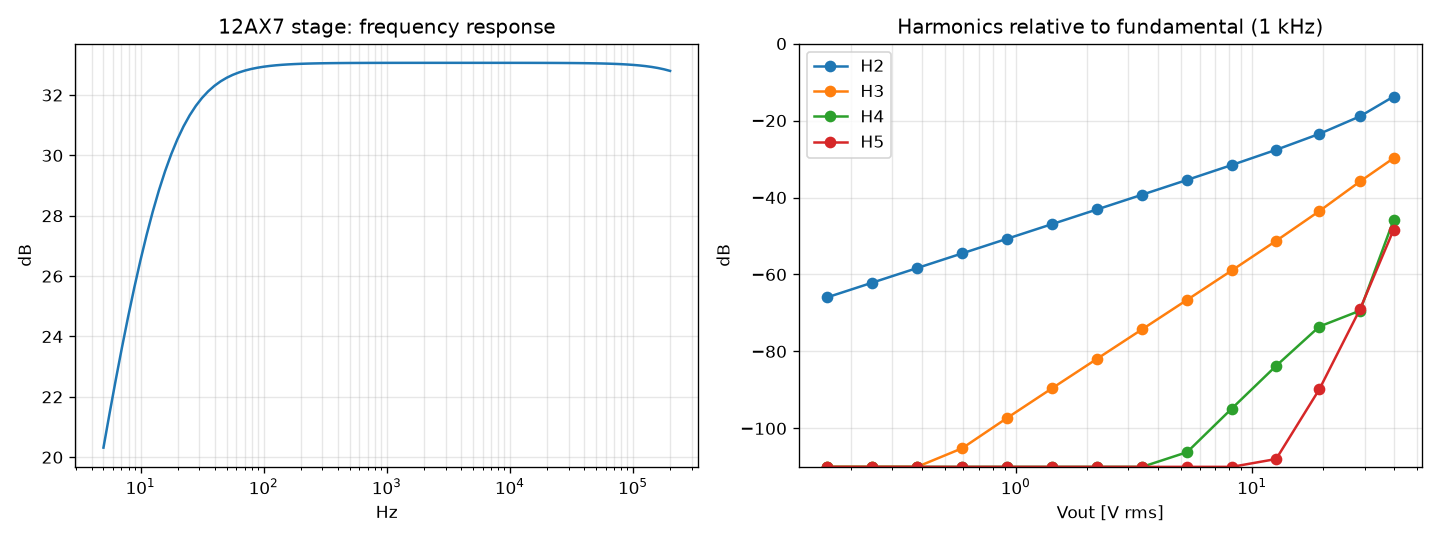 12AX7 stage: frequency response
dB
32
30
28
26
24
22
20
10¹
10²
10³
10⁴
10⁵
Hz
Harmonics relative to fundamental (1 kHz)
H2
H3
H4
H5
dB
0
−20
−40
−60
−80
−100
10⁰
10¹
Vout [V rms]